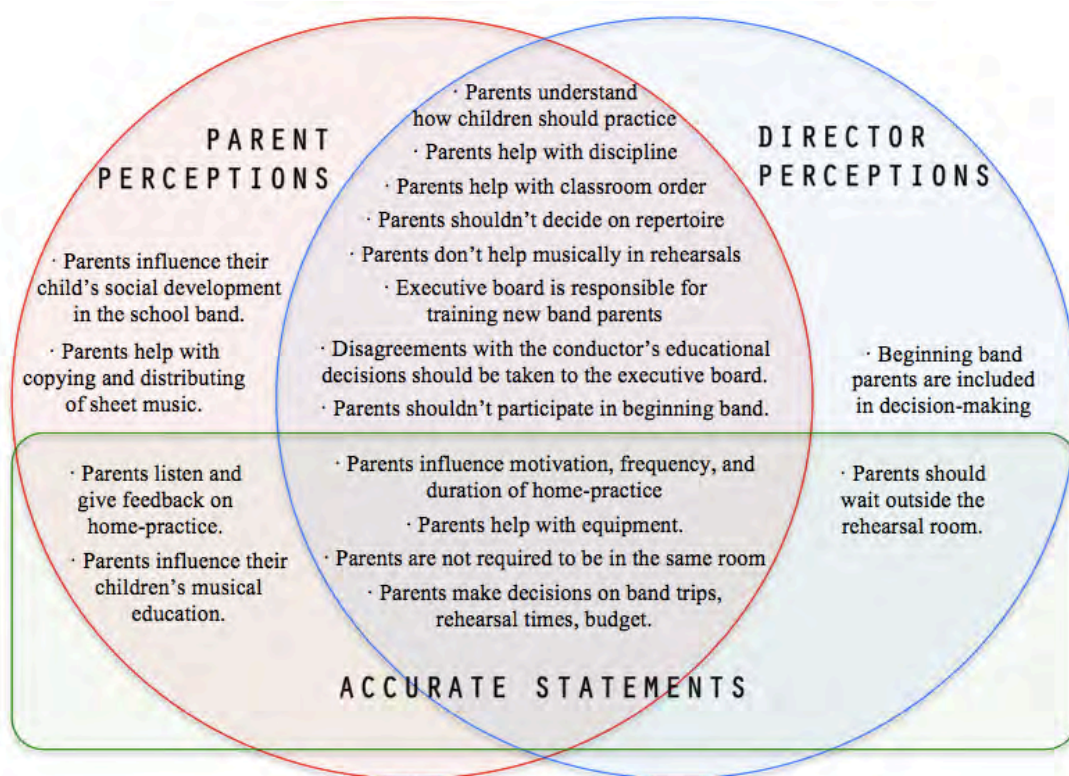 PARENT
PERCEPTIONS
· Parents influence their
child's social development
in the school band.
· Parents help with
copying and distributing
of sheet music.
· Parents understand
how children should practice
· Parents help with discipline
· Parents help with classroom order
· Parents shouldn't decide on repertoire
· Parents don't help musically in rehearsals
· Executive board is responsible for
training new band parents
· Disagreements with the conductor's educational
decisions should be taken to the executive board.
· Parents shouldn't participate in beginning band.
DIRECTOR
PERCEPTIONS
· Beginning band
parents are included
in decision-making
· Parents listen and
give feedback on
home-practice.
· Parents influence their
children's musical
education.
· Parents influence motivation, frequency, and
duration of home-practice
· Parents help with equipment.
· Parents are not required to be in the same room
· Parents make decisions on band trips,
rehearsal times, budget.
· Parents should
wait outside the
rehearsal room.
ACCURATE STATEMENTS